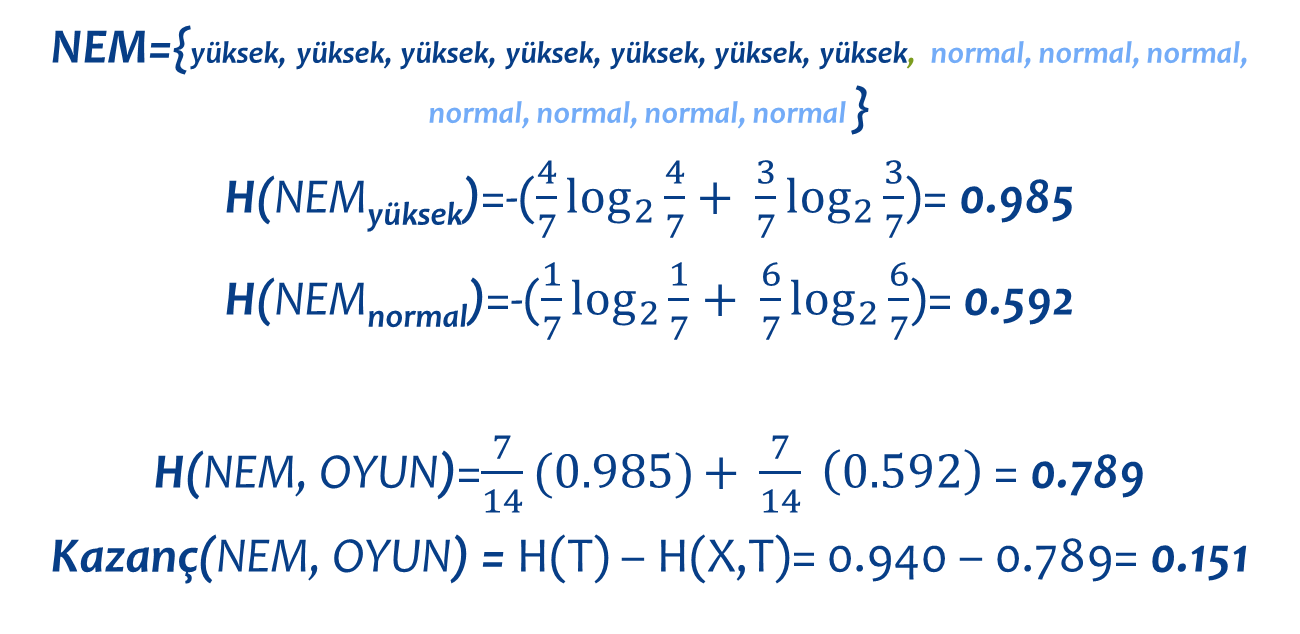 NEM={yüksek, yüksek, yüksek, yüksek, yüksek, yüksek, yüksek, normal, normal, normal,
normal, normal, normal, normal }
H(NEMyüksek)=-(4/7 log2 4/7 + 3/7 log2 3/7)= 0.985
H(NEMnormal)=-(1/7 log2 1/7 + 6/7 log2 6/7)= 0.592
H(NEM, OYUN)=7/14 (0.985) + 7/14 (0.592) = 0.789
Kazanç(NEM, OYUN) = H(T) – H(X,T)= 0.940 – 0.789= 0.151